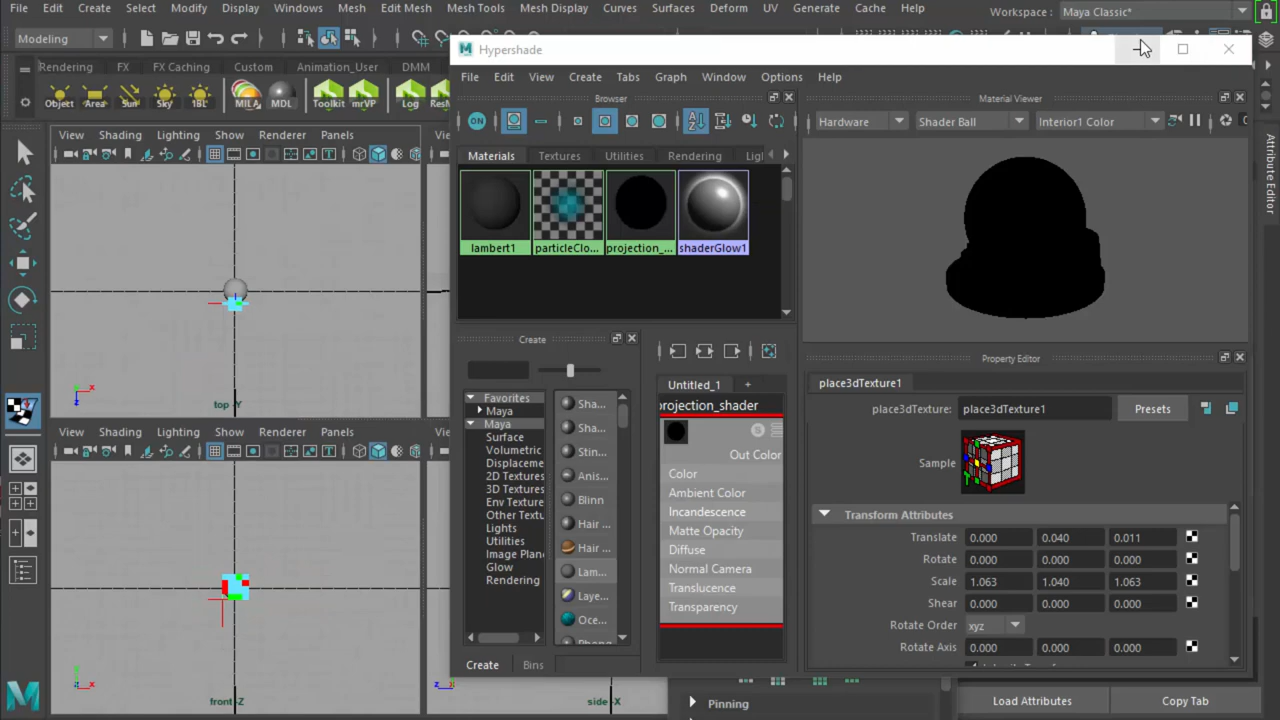 File Edit Create Select Modify Display Windows Mesh Edit Mesh Mesh Tools Mesh Display Curves Surfaces Deform UV Generate Cache Help Workspace : Maya Classic*
Modeling
Hypershade
Rendering FX FX Caching Custom Animation_User DMM
Object Area Sun Sky IBL MILA MDL Toolkit mrVP Log
File Edit View Create Tabs Graph Window Options Help
Browser
Material Viewer
ON
Hardware Shader Ball Interior1 Color
View Shading Lighting Show Renderer Panels
Materials Textures Utilities Rendering
lambert1 particleClo... projection_... shaderGlow1
Attribute Editor
top -Y
Create
Property Editor
Untitled_1 +
place3dTexture1
Favorites
Maya
Maya
Surface
Volumetric
Displaceme
2D Textures
3D Textures
Env Texture
Other Textu
Lights
Utilities
Image Plane
Glow
Rendering
Sha...
Sha...
Stin...
Anis...
Blinn
Hair ...
Hair ...
Lam...
Laye...
Oce...
projection_shader
Out Color
Color
Ambient Color
Incandescence
Matte Opacity
Diffuse
Normal Camera
Translucence
Transparency
place3dTexture: place3dTexture1 Presets
Sample
Transform Attributes
Translate 0.000 0.040 0.011
Rotate 0.000 0.000 0.000
Scale 1.063 1.040 1.063
Shear 0.000 0.000 0.000
Rotate Order xyz
Rotate Axis 0.000 0.000 0.000
View Shading Lighting Show Renderer Panels
Create Bins
front -Z
side -X
Pinning
Load Attributes Copy Tab